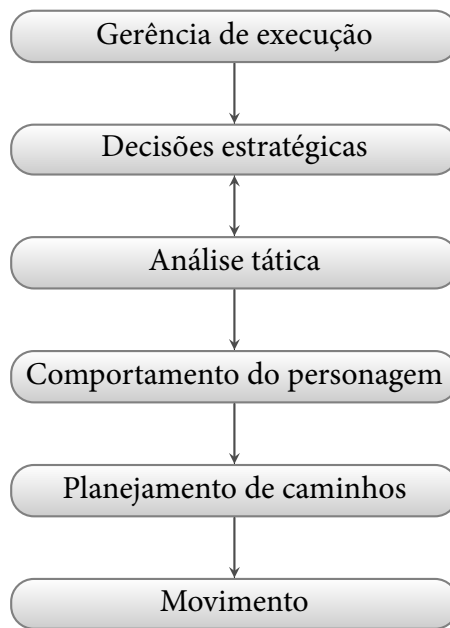 Gerência de execução
Decisões estratégicas
Análise tática
Comportamento do personagem
Planejamento de caminhos
Movimento